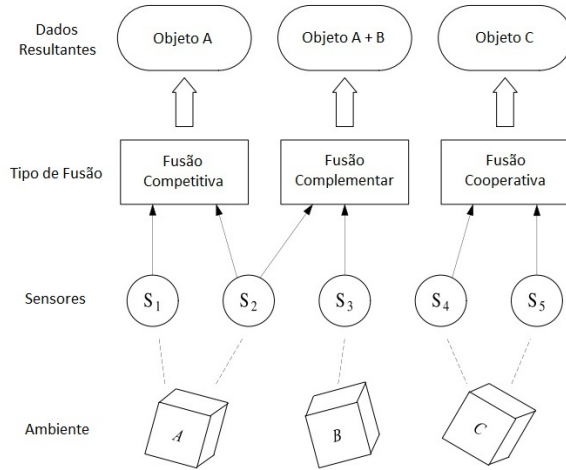 Dados
Resultantes
Objeto A
Objeto A + B
Objeto C
Tipo de Fusão
Fusão
Competitiva
Fusão
Complementar
Fusão
Cooperativa
Sensores
S1
S2
S3
S4
S5
Ambiente
A
B
C